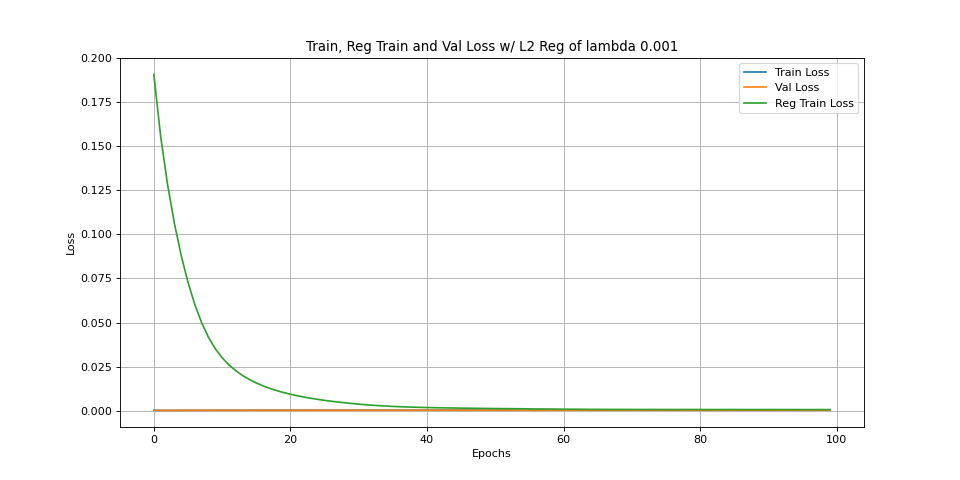 Train, Reg Train and Val Loss w/ L2 Reg of lambda 0.001
0.200
0.175
0.150
0.125
0.100
0.075
0.050
0.025
0.000
Loss
Train Loss
Val Loss
Reg Train Loss
0 20 40 60 80 100
Epochs